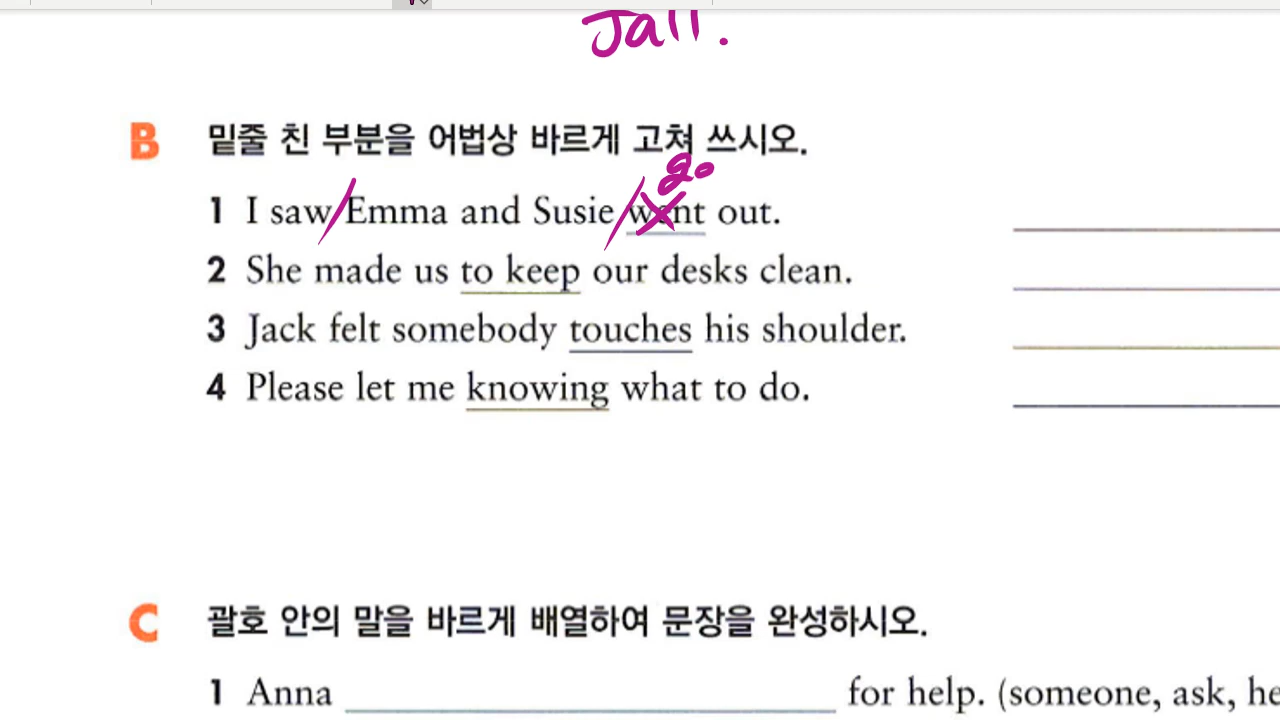 Jail.
B 밑줄 친 부분을 어법상 바르게 고쳐 쓰시오.
go
1 I saw Emma and Susie went out.
2 She made us to keep our desks clean.
3 Jack felt somebody touches his shoulder.
4 Please let me knowing what to do.
C 괄호 안의 말을 바르게 배열하여 문장을 완성하시오.
1 Anna for help. (someone, ask, he